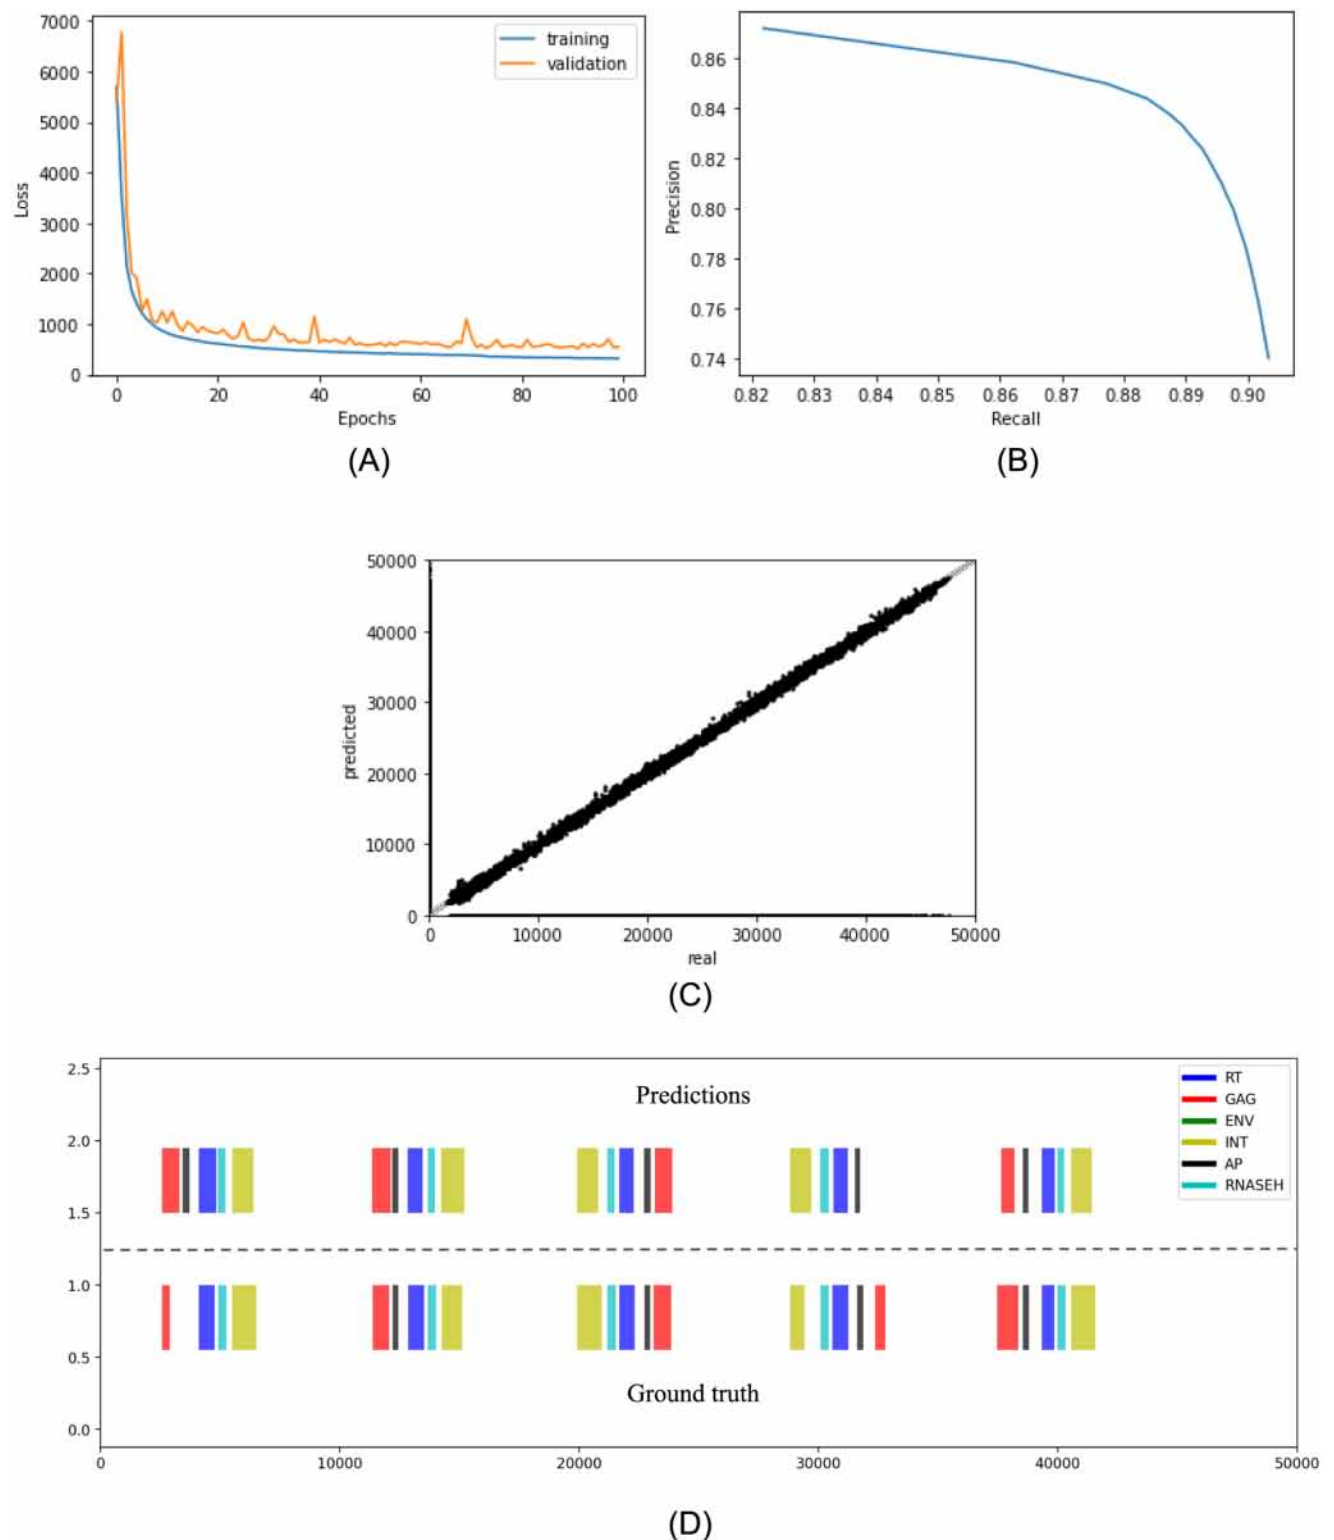 7000
6000
5000
4000
3000
2000
1000
0
Loss
training
validation
0 20 40 60 80 100
Epochs
(A)
0.86
0.84
0.82
0.80
0.78
0.76
0.74
Precision
0.82 0.83 0.84 0.85 0.86 0.87 0.88 0.89 0.90
Recall
(B)
50000
40000
30000
20000
10000
0
predicted
0 10000 20000 30000 40000 50000
real
(C)
2.5
2.0
1.5
1.0
0.5
0.0
Predictions
RT
GAG
ENV
INT
AP
RNASEH
Ground truth
0 10000 20000 30000 40000 50000
(D)